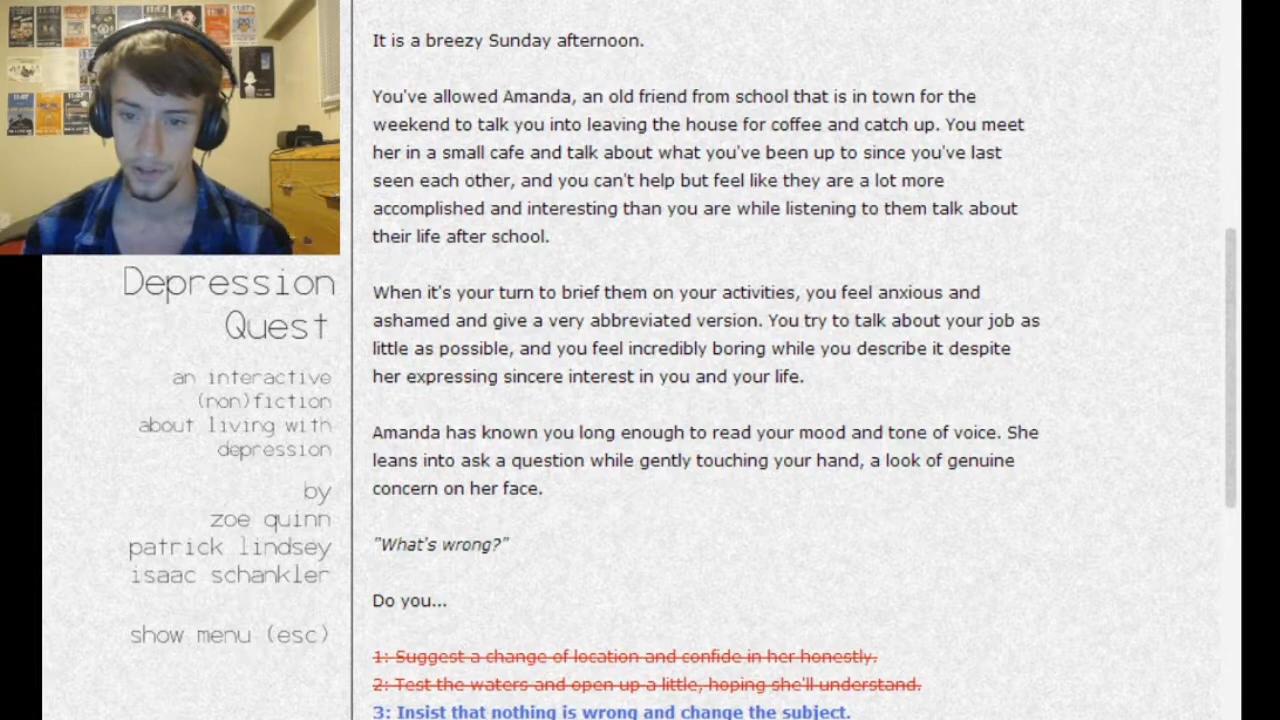 Depression
Quest
an interactive
(non)fiction
about living with
depression
by
zoe quinn
patrick lindsey
isaac schankler
show menu (esc)
It is a breezy Sunday afternoon.
You've allowed Amanda, an old friend from school that is in town for the
weekend to talk you into leaving the house for coffee and catch up. You meet
her in a small cafe and talk about what you've been up to since you've last
seen each other, and you can't help but feel like they are a lot more
accomplished and interesting than you are while listening to them talk about
their life after school.
When it's your turn to brief them on your activities, you feel anxious and
ashamed and give a very abbreviated version. You try to talk about your job as
little as possible, and you feel incredibly boring while you describe it despite
her expressing sincere interest in you and your life.
Amanda has known you long enough to read your mood and tone of voice. She
leans into ask a question while gently touching your hand, a look of genuine
concern on her face.
"What's wrong?"
Do you...
1: Suggest a change of location and confide in her honestly.
2: Test the waters and open up a little, hoping she'll understand.
3: Insist that nothing is wrong and change the subject.